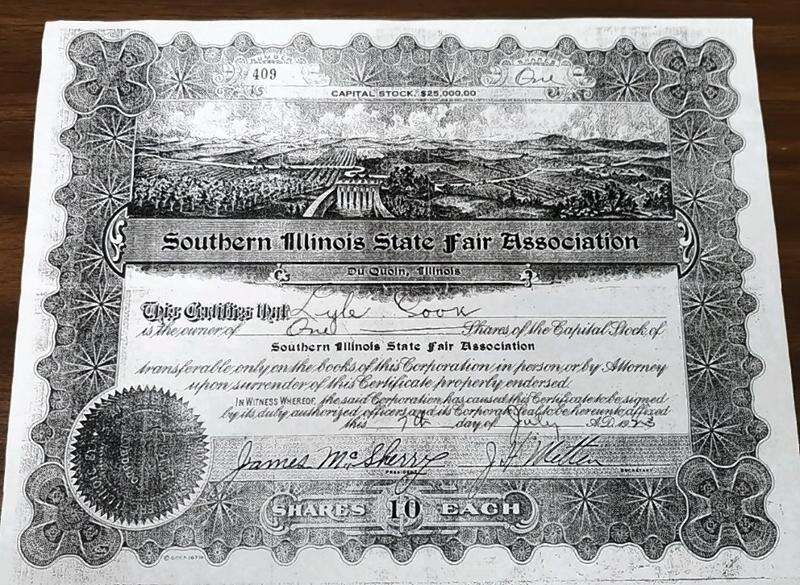 NUMBER
409
One
CAPITAL STOCK, $25,000.00
Southern Illinois State Fair Association
Du Quoin, Illinois
This Certifies that Lyle Coon
is the owner of One Shares of the Capital Stock of
Southern Illinois State Fair Association
transferable only on the books of this Corporation in person or by Attorney
upon surrender of this Certificate properly endorsed.
IN WITNESS WHEREOF, the said Corporation has caused this Certificate to be signed
by its duly authorized officers and its Corporate Seal to be hereunto affixed
this 7th day of July A.D. 1923
James McSherry
PRESIDENT
SECRETARY
SHARES 10 EACH